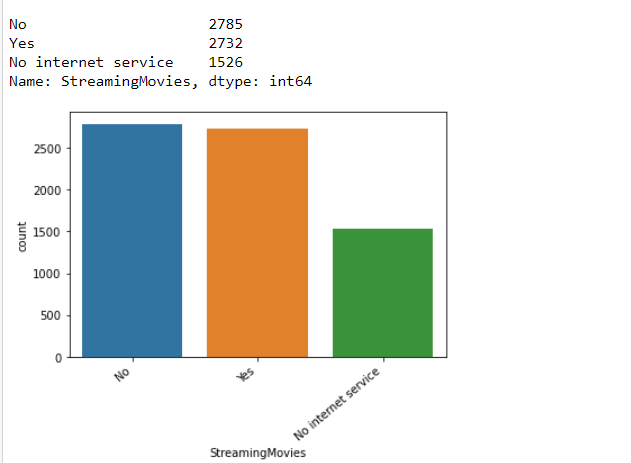 No 2785
Yes 2732
No internet service 1526
Name: StreamingMovies, dtype: int64
2500
2000
1500
1000
500
0
count
No
Yes
No internet service
StreamingMovies